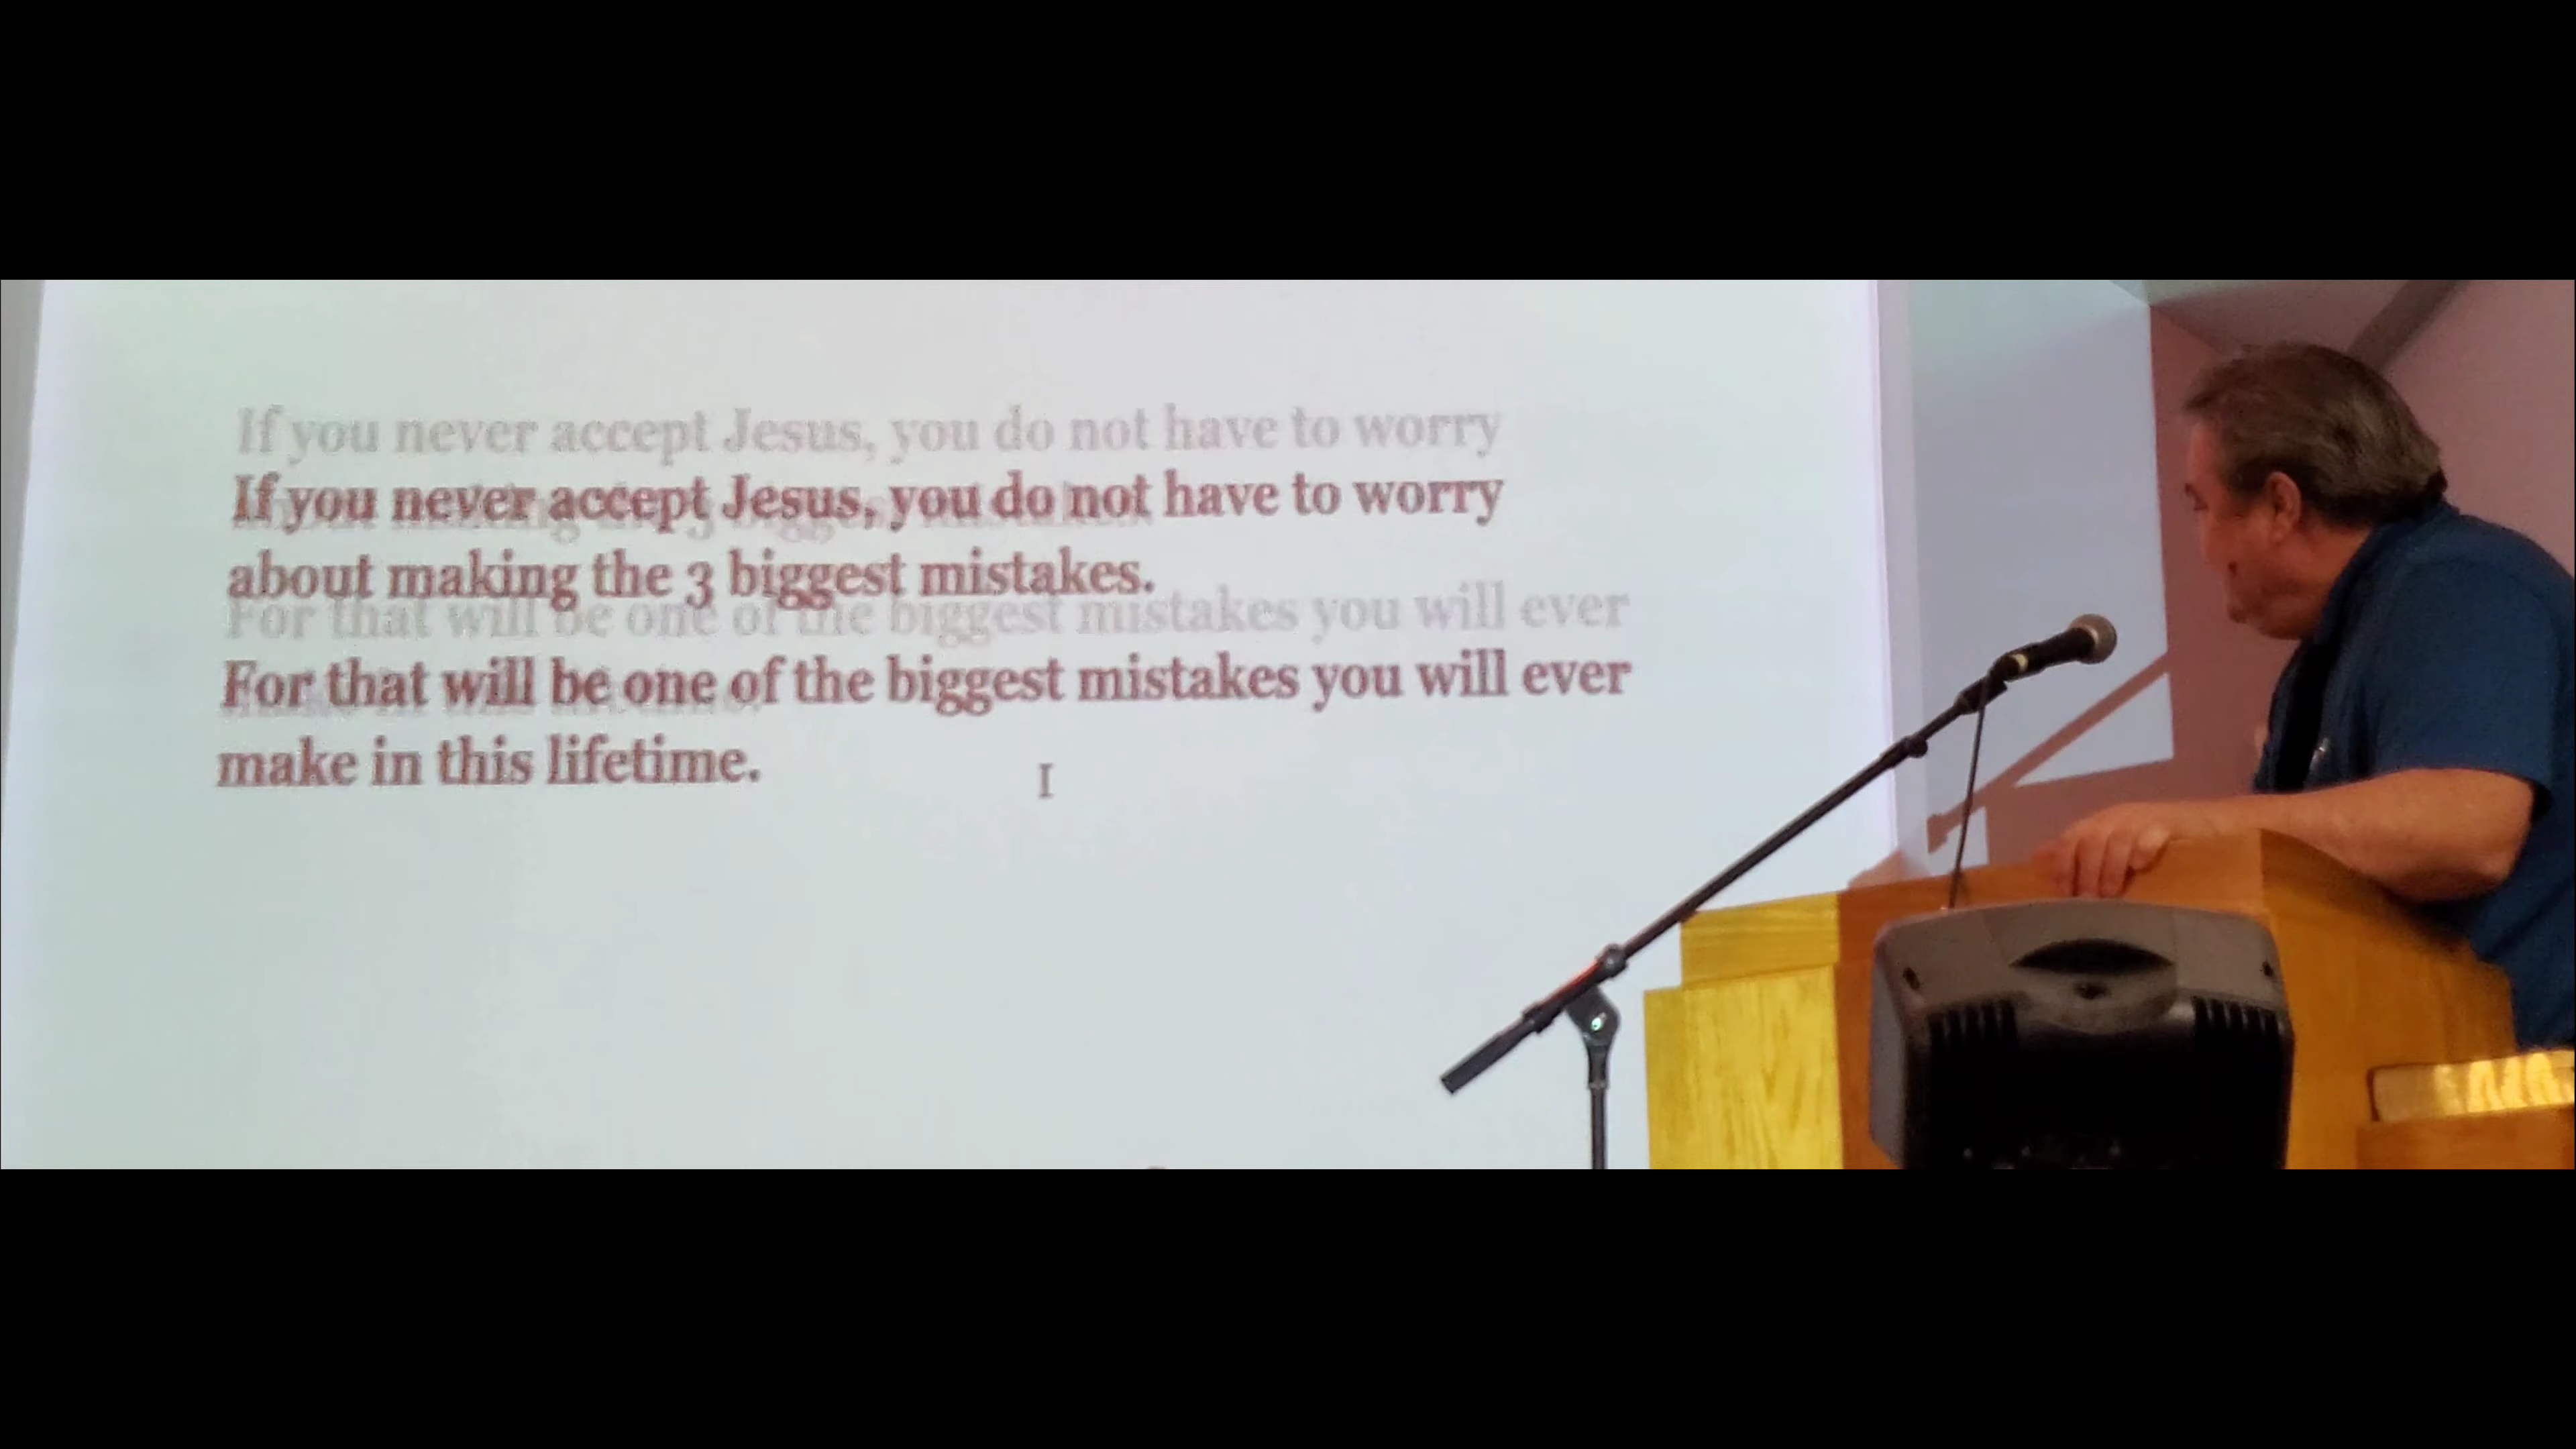 If you never accept Jesus, you do not have to worry
If you never accept Jesus, you do not have to worry
about making the 3 biggest mistakes.
For that will be one of the biggest mistakes you will ever
For that will be one of the biggest mistakes you will ever
make in this lifetime.